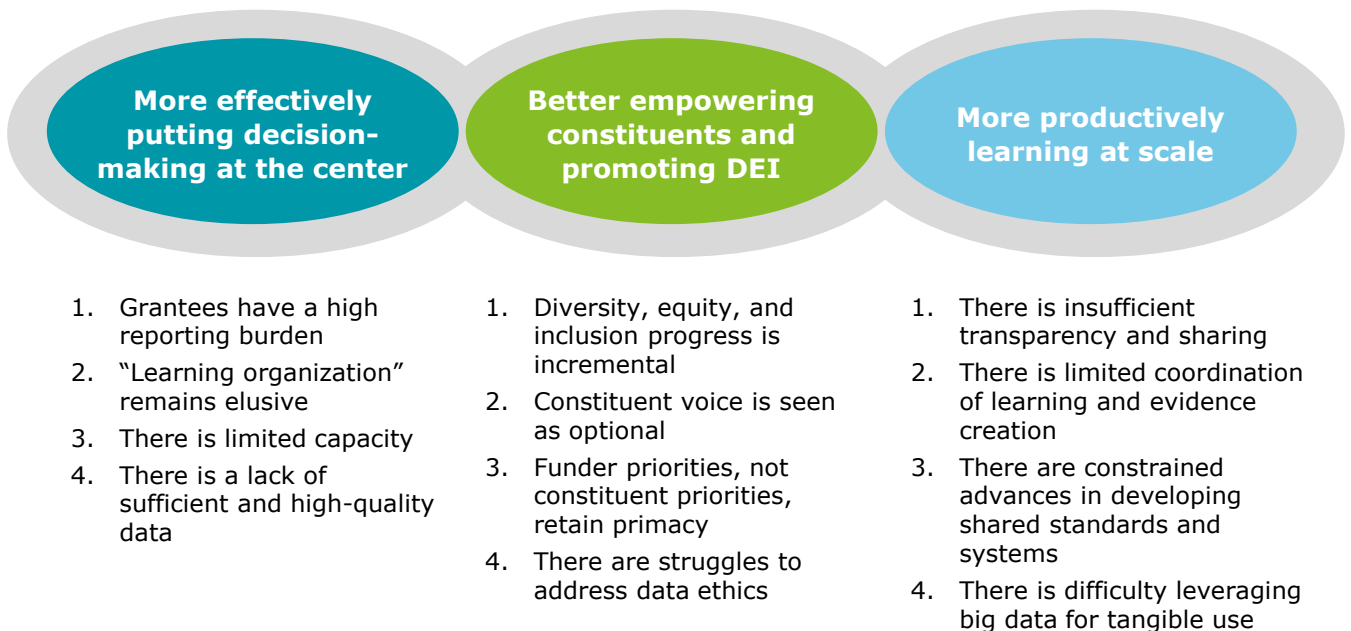 More effectively
putting decision-
making at the center
Better empowering
constituents and
promoting DEI
More productively
learning at scale
1. Grantees have a high
reporting burden
2. “Learning organization”
remains elusive
3. There is limited capacity
4. There is a lack of
sufficient and high-quality
data
1. Diversity, equity, and
inclusion progress is
incremental
2. Constituent voice is seen
as optional
3. Funder priorities, not
constituent priorities,
retain primacy
4. There are struggles to
address data ethics
1. There is insufficient
transparency and sharing
2. There is limited coordination
of learning and evidence
creation
3. There are constrained
advances in developing
shared standards and
systems
4. There is difficulty leveraging
big data for tangible use